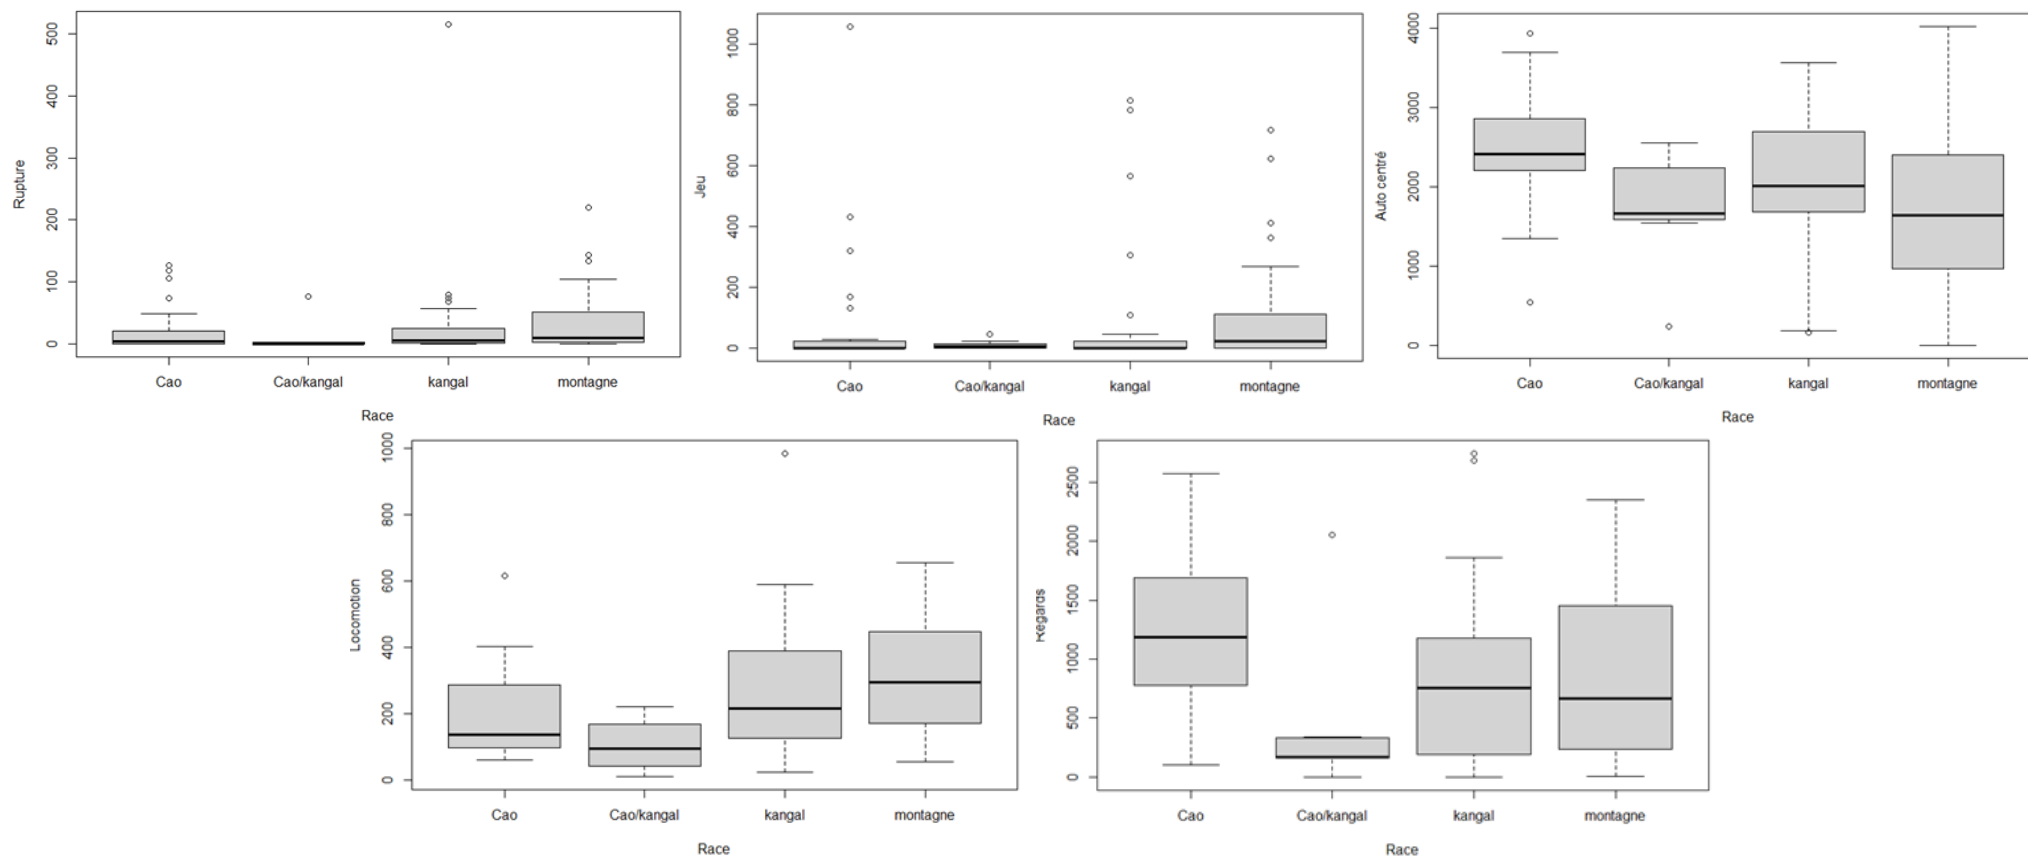 Rupture
500
400
300
200
100
0
Cao Cao/kangal kangal montagne
Race
Jeu
1000
800
600
400
200
0
Cao Cao/kangal kangal montagne
Race
Auto centré
4000
3000
2000
1000
0
Cao Cao/kangal kangal montagne
Race
Locomotion
1000
800
600
400
200
0
Cao Cao/kangal kangal montagne
Race
Regards
2500
2000
1500
1000
500
0
Cao Cao/kangal kangal montagne
Race